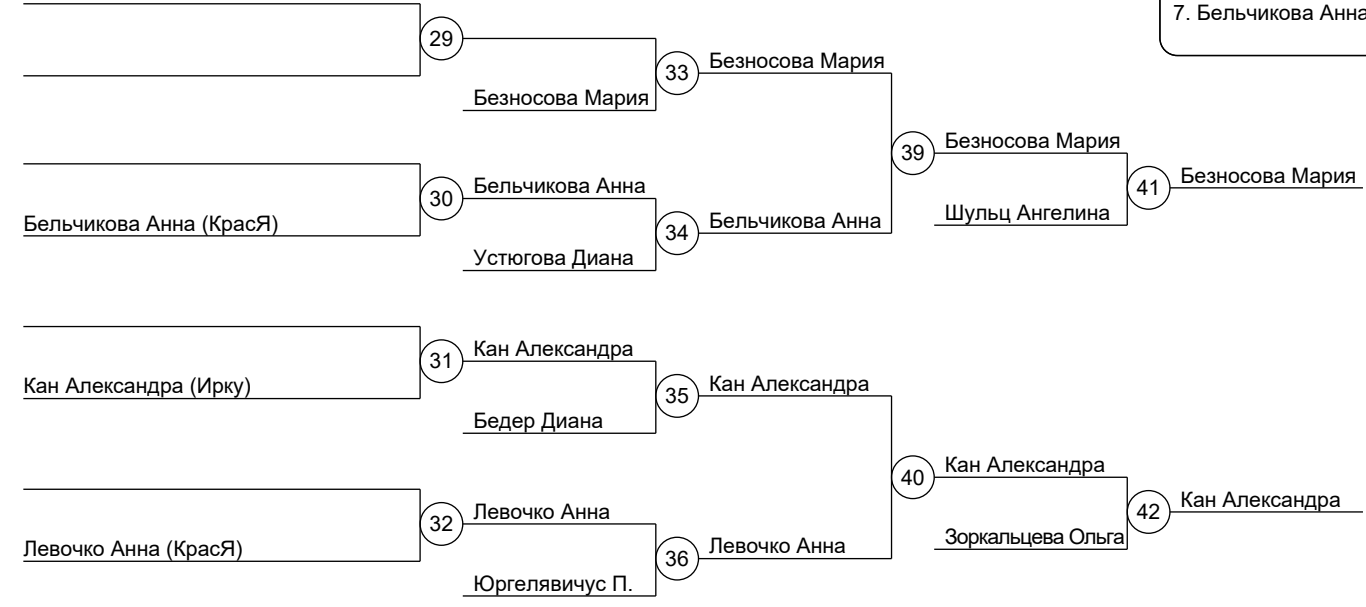 7. Бельчикова Анна
29
Безносова Мария
33
Безносова Мария
39
Безносова Мария
41
Безносова Мария
Шульц Ангелина
Бельчикова Анна (КрасЯ)
30
Бельчикова Анна
34
Бельчикова Анна
Устюгова Диана
Кан Александра (Ирку)
31
Кан Александра
35
Кан Александра
Бедер Диана
40
Кан Александра
42
Кан Александра
Зоркальцева Ольга
Левочко Анна (КрасЯ)
32
Левочко Анна
36
Левочко Анна
Юргелявичус П.